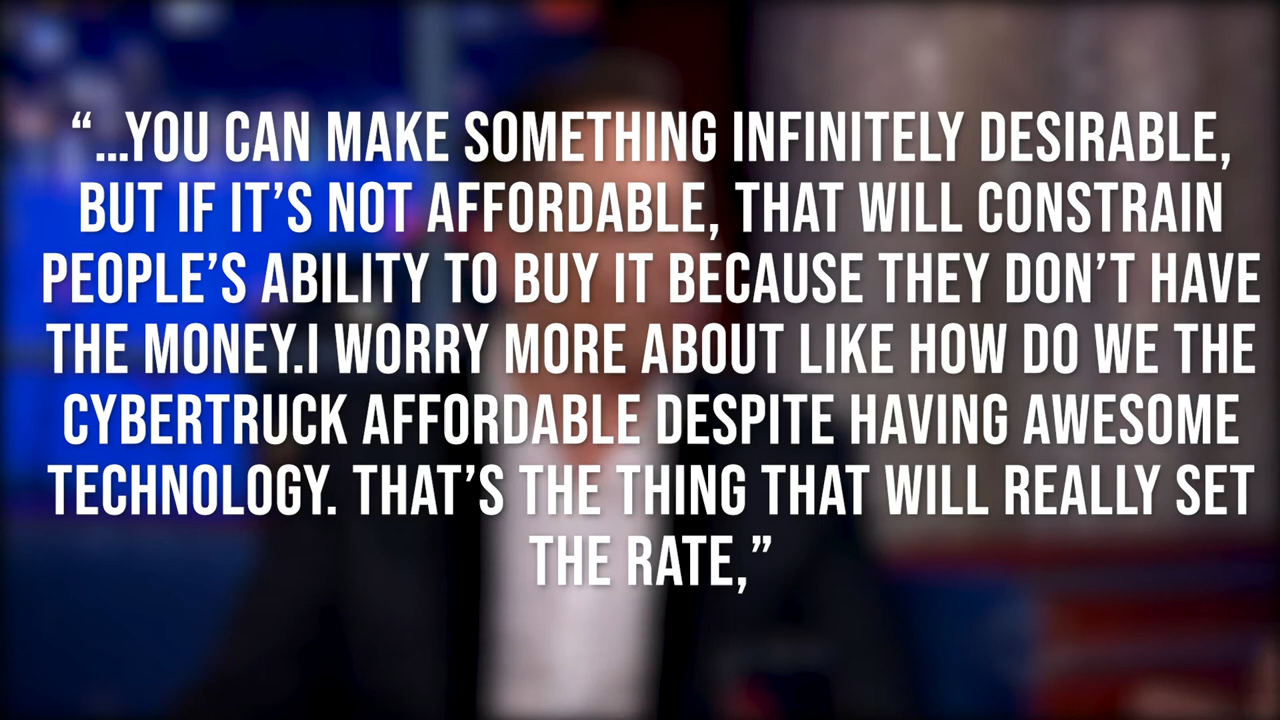 “...YOU CAN MAKE SOMETHING INFINITELY DESIRABLE,
BUT IF IT’S NOT AFFORDABLE, THAT WILL CONSTRAIN
PEOPLE’S ABILITY TO BUY IT BECAUSE THEY DON’T HAVE
THE MONEY.I WORRY MORE ABOUT LIKE HOW DO WE THE
CYBERTRUCK AFFORDABLE DESPITE HAVING AWESOME
TECHNOLOGY. THAT’S THE THING THAT WILL REALLY SET
THE RATE,”